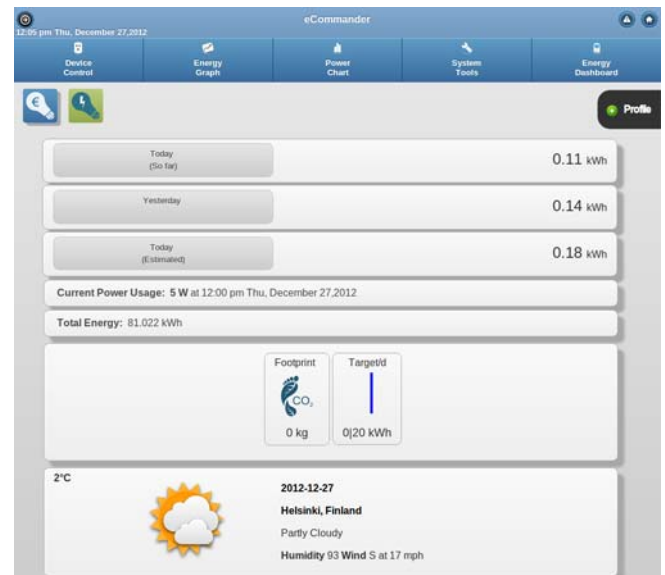 eCommander
12:05 pm Thu, December 27,2012
Device
Control
Energy
Graph
Power
Chart
System
Tools
Energy
Dashboard
€
Profile
Today
(So far)
0.11 kWh
Yesterday
0.14 kWh
Today
(Estimated)
0.18 kWh
Current Power Usage: 5 W at 12:00 pm Thu, December 27,2012
Total Energy: 81.022 kWh
Footprint
CO₂
0 kg
Target/d
0|20 kWh
2°C
2012-12-27
Helsinki, Finland
Partly Cloudy
Humidity 93 Wind S at 17 mph